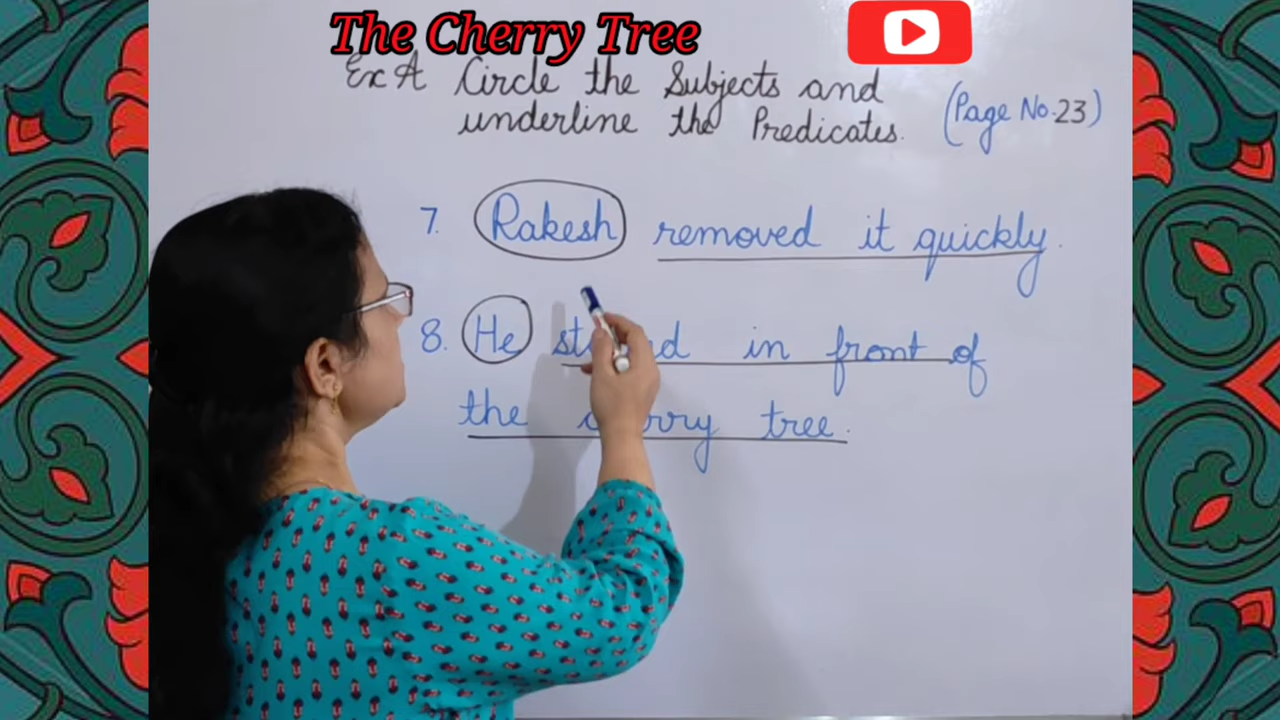 The Cherry Tree
Ex A Circle the Subjects and
underline the Predicates.
(Page No. 23)
7. Rakesh removed it quickly.
8. He in front of
the tree.